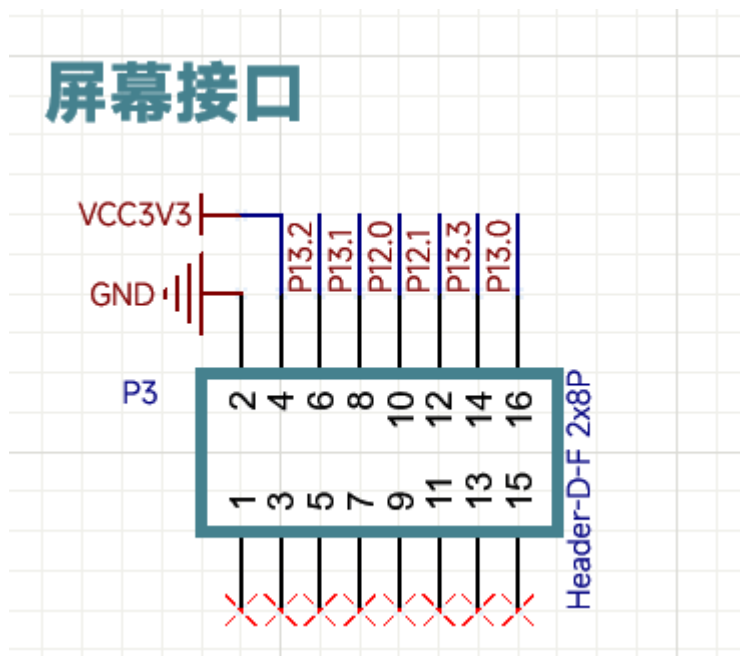 屏幕接口
VCC3V3
P13.2
P13.1
P12.0
P12.1
P13.3
P13.0
GND
P3
2 4 6 8 10 12 14 16
1 3 5 7 9 11 13 15
Header-D-F 2x8P